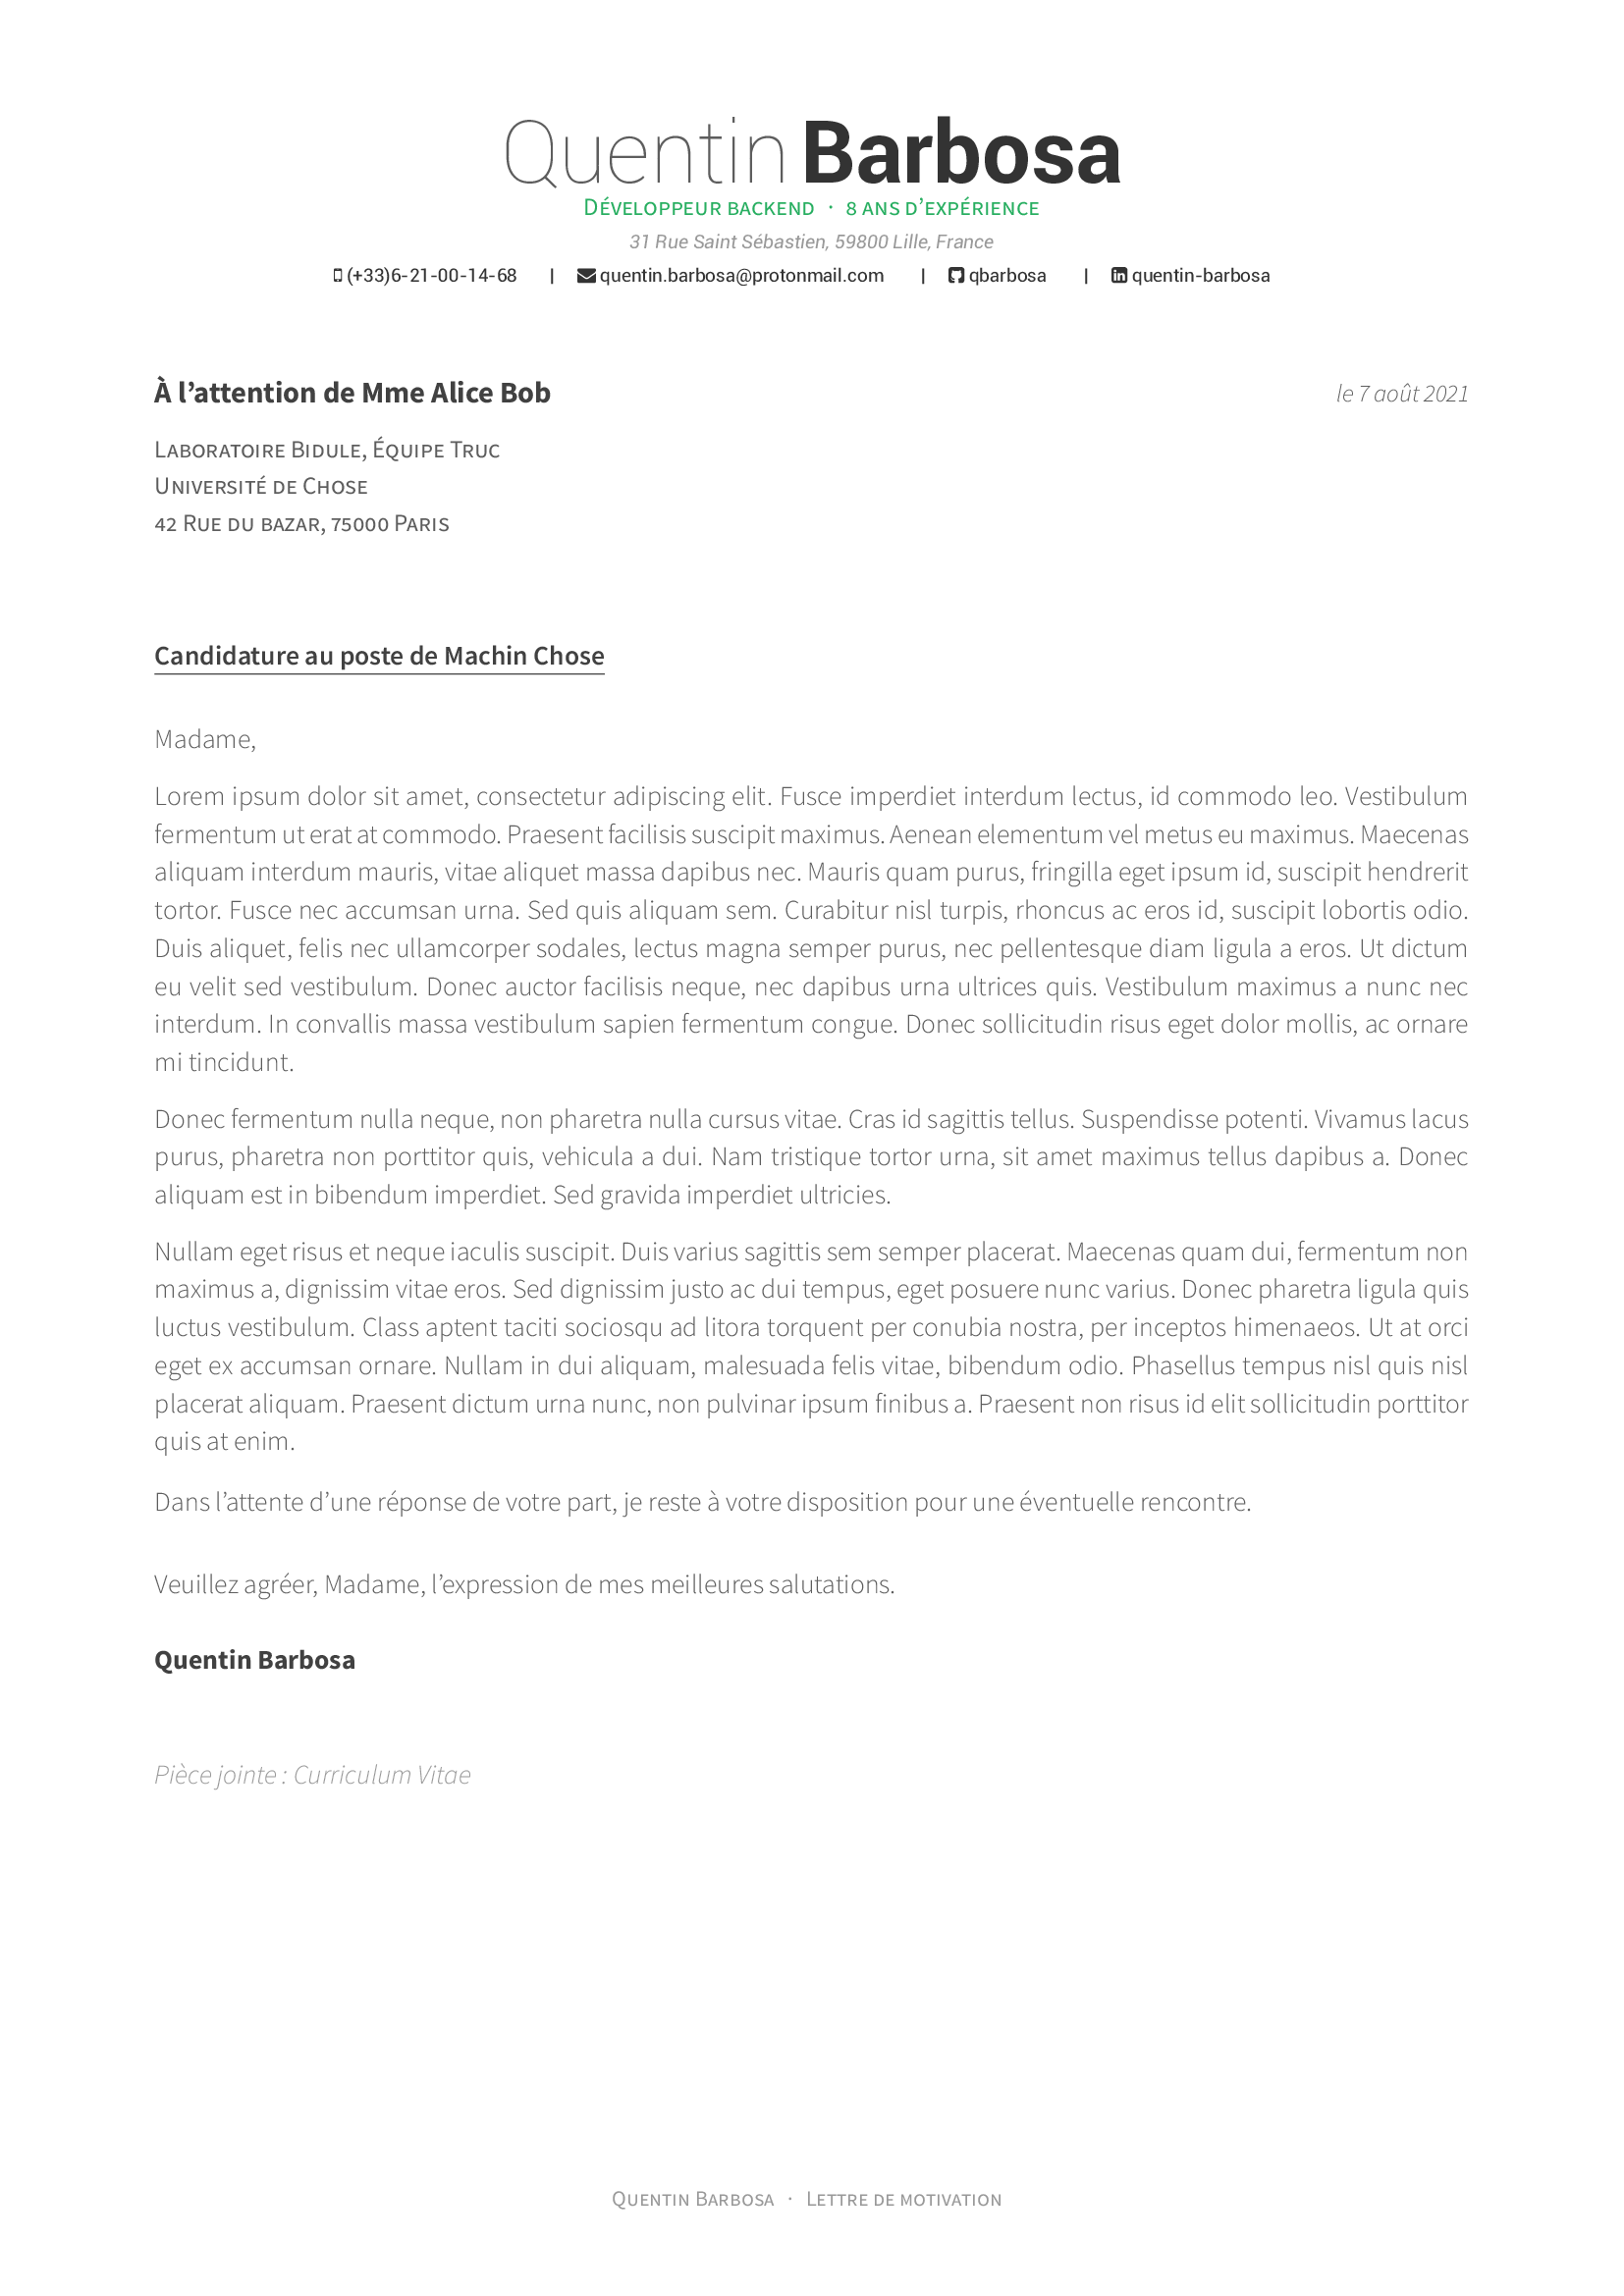 Quentin Barbosa
Développeur backend · 8 ans d’expérience
31 Rue Saint Sébastien, 59800 Lille, France
(+33)6-21-00-14-68 | quentin.barbosa@protonmail.com | qbarbosa | quentin-barbosa
À l’attention de Mme Alice Bob
le 7 août 2021
Laboratoire Bidule, Équipe Truc
Université de Chose
42 Rue du bazar, 75000 Paris
Candidature au poste de Machin Chose
Madame,
Lorem ipsum dolor sit amet, consectetur adipiscing elit. Fusce imperdiet interdum lectus, id commodo leo. Vestibulum
fermentum ut erat at commodo. Praesent facilisis suscipit maximus. Aenean elementum vel metus eu maximus. Maecenas
aliquam interdum mauris, vitae aliquet massa dapibus nec. Mauris quam purus, fringilla eget ipsum id, suscipit hendrerit
tortor. Fusce nec accumsan urna. Sed quis aliquam sem. Curabitur nisl turpis, rhoncus ac eros id, suscipit lobortis odio.
Duis aliquet, felis nec ullamcorper sodales, lectus magna semper purus, nec pellentesque diam ligula a eros. Ut dictum
eu velit sed vestibulum. Donec auctor facilisis neque, nec dapibus urna ultrices quis. Vestibulum maximus a nunc nec
interdum. In convallis massa vestibulum sapien fermentum congue. Donec sollicitudin risus eget dolor mollis, ac ornare
mi tincidunt.
Donec fermentum nulla neque, non pharetra nulla cursus vitae. Cras id sagittis tellus. Suspendisse potenti. Vivamus lacus
purus, pharetra non porttitor quis, vehicula a dui. Nam tristique tortor urna, sit amet maximus tellus dapibus a. Donec
aliquam est in bibendum imperdiet. Sed gravida imperdiet ultricies.
Nullam eget risus et neque iaculis suscipit. Duis varius sagittis sem semper placerat. Maecenas quam dui, fermentum non
maximus a, dignissim vitae eros. Sed dignissim justo ac dui tempus, eget posuere nunc varius. Donec pharetra ligula quis
luctus vestibulum. Class aptent taciti sociosqu ad litora torquent per conubia nostra, per inceptos himenaeos. Ut at orci
eget ex accumsan ornare. Nullam in dui aliquam, malesuada felis vitae, bibendum odio. Phasellus tempus nisl quis nisl
placerat aliquam. Praesent dictum urna nunc, non pulvinar ipsum finibus a. Praesent non risus id elit sollicitudin porttitor
quis at enim.
Dans l’attente d’une réponse de votre part, je reste à votre disposition pour une éventuelle rencontre.
Veuillez agréer, Madame, l’expression de mes meilleures salutations.
Quentin Barbosa
Pièce jointe : Curriculum Vitae
Quentin Barbosa · Lettre de motivation